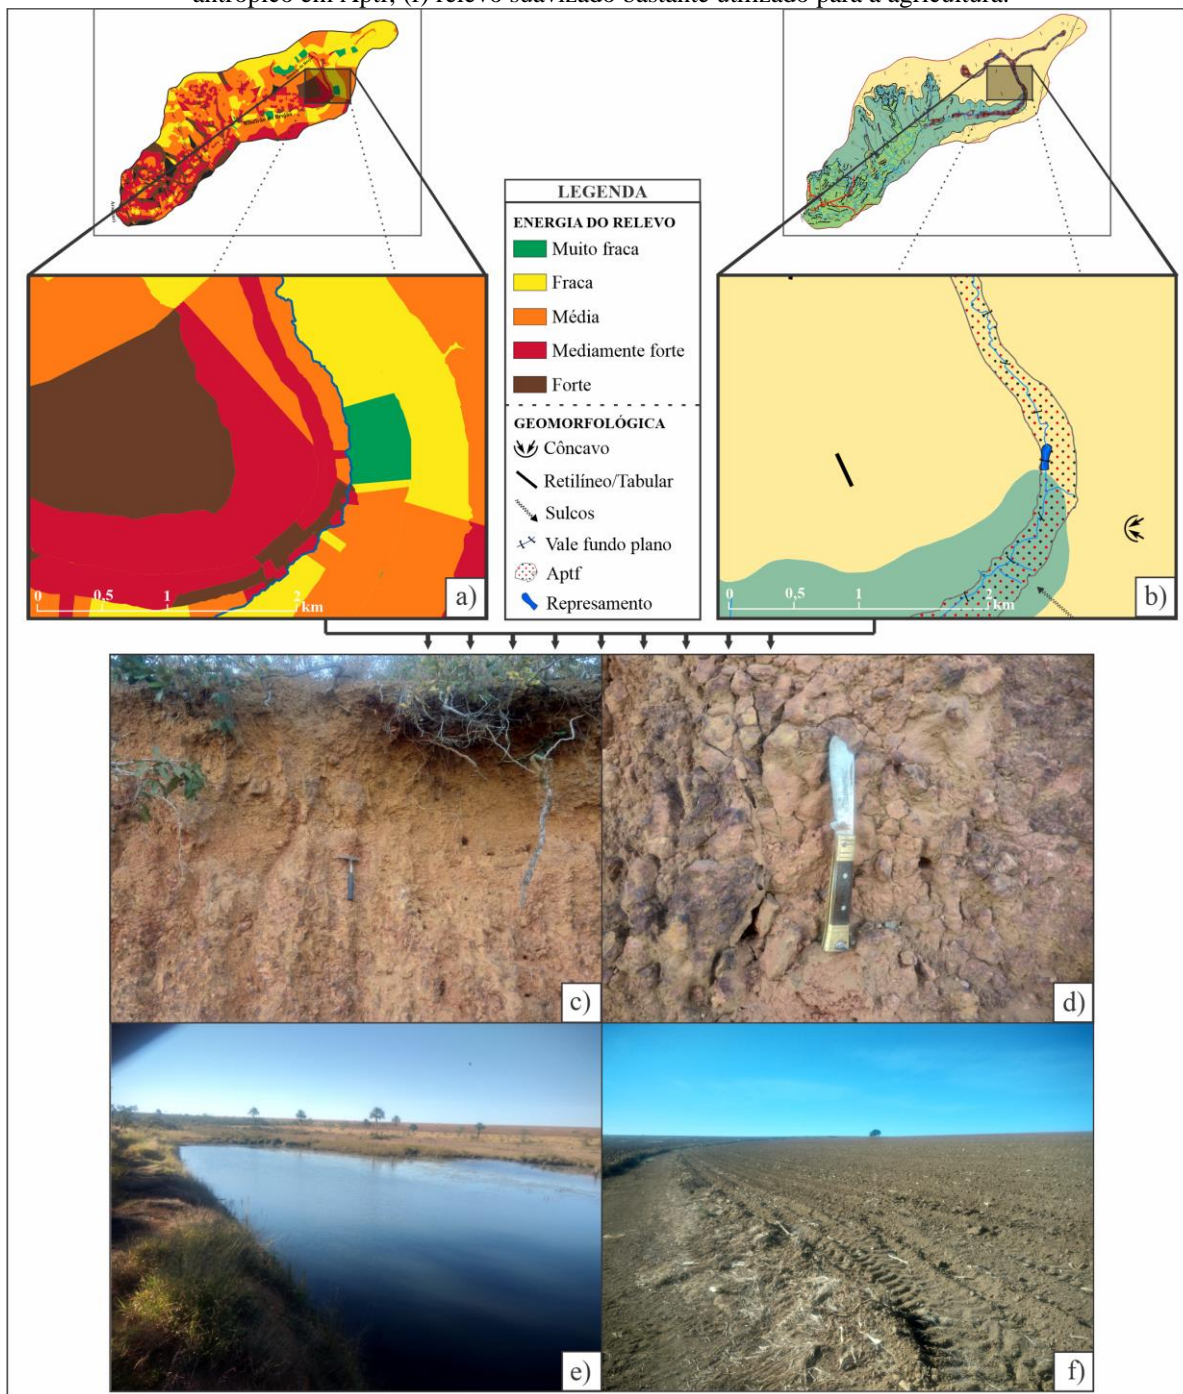 antrópico em Aptf; (f) relevo suavizado bastante utilizado para a agricultura.
LEGENDA
ENERGIA DO RELEVO
Muito fraca
Fraca
Média
Mediamente forte
Forte
GEOMORFOLÓGICA
Côncavo
Retilíneo/Tabular
Sulcos
Vale fundo plano
Aptf
Represamento
0 0,5 1 2 km
a)
0 0,5 1 2 km
b)
c)
d)
e)
f)